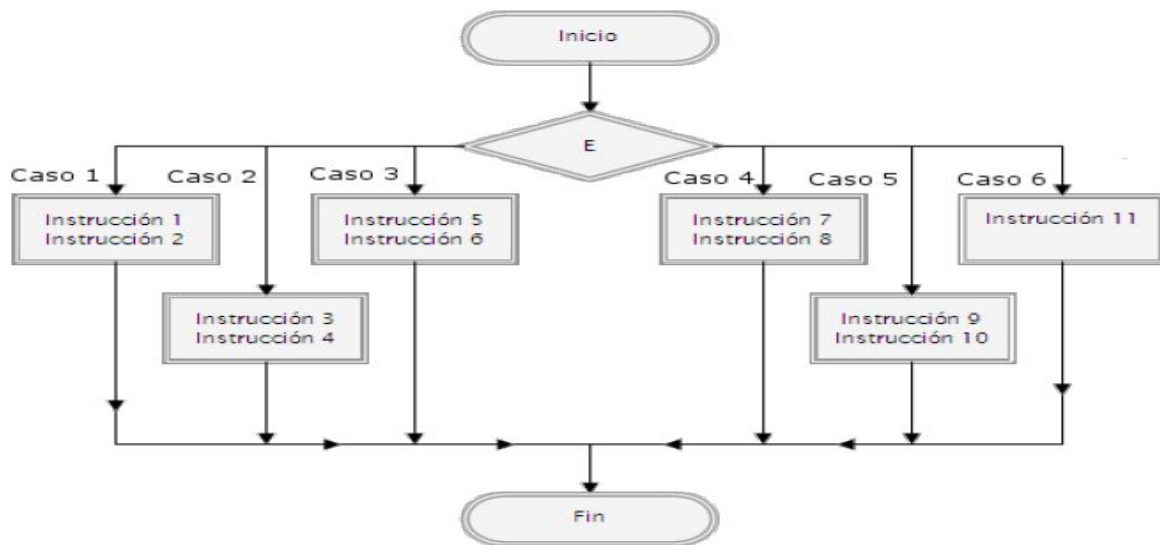 Inicio
E
Caso 1
Caso 2
Caso 3
Caso 4
Caso 5
Caso 6
Instrucción 1
Instrucción 2
Instrucción 3
Instrucción 4
Instrucción 5
Instrucción 6
Instrucción 7
Instrucción 8
Instrucción 9
Instrucción 10
Instrucción 11
Fin